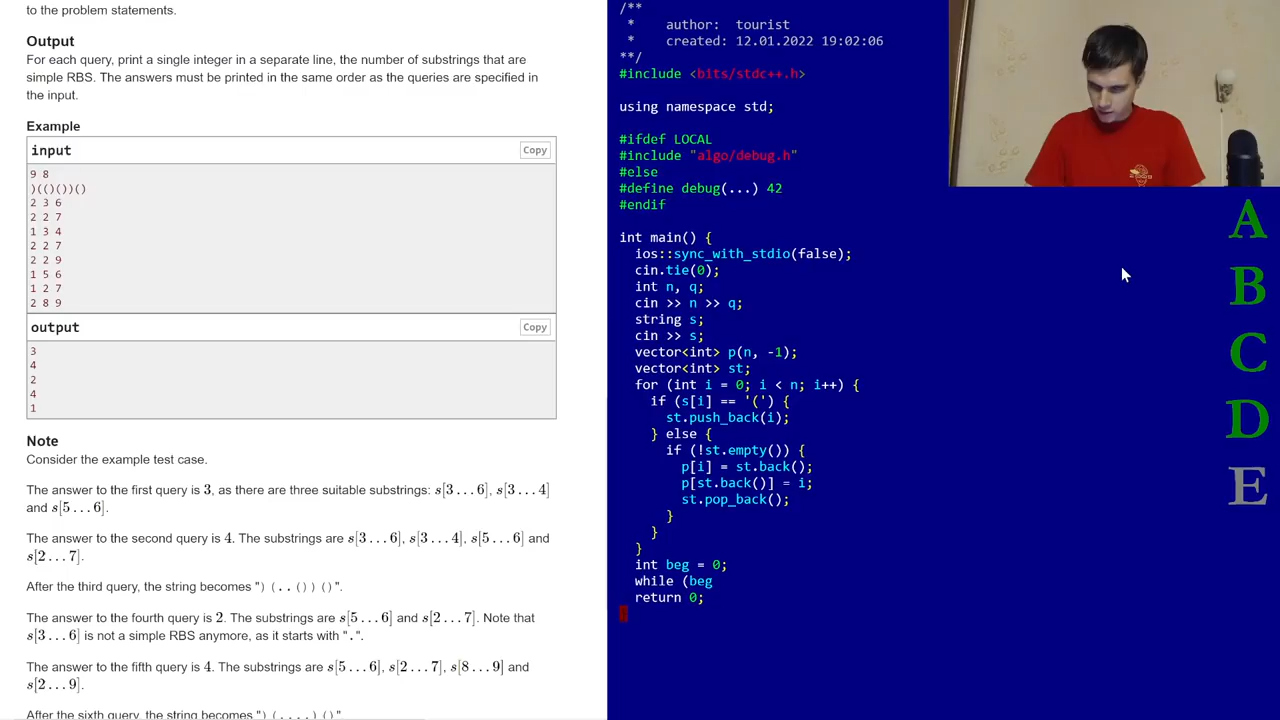 to the problem statements.
Output
For each query, print a single integer in a separate line, the number of substrings that are
simple RBS. The answers must be printed in the same order as the queries are specified in
the input.
Example
input
Copy
9 8
)(()())()
2 3 6
2 2 7
1 3 4
2 2 7
2 2 9
1 5 6
1 2 7
2 8 9
output
Copy
3
4
2
4
1
Note
Consider the example test case.
The answer to the first query is 3, as there are three suitable substrings: s[3…6], s[3…4]
and s[5…6].
The answer to the second query is 4. The substrings are s[3…6], s[3…4], s[5…6] and
s[2…7].
After the third query, the string becomes ")(..())()".
The answer to the fourth query is 2. The substrings are s[5…6] and s[2…7]. Note that
s[3…6] is not a simple RBS anymore, as it starts with ".".
The answer to the fifth query is 4. The substrings are s[5…6], s[2…7], s[8…9] and
s[2…9].
After the sixth query, the string becomes ")(....)()"
/**
*    author:  tourist
*    created: 12.01.2022 19:02:06
**/
#include <bits/stdc++.h>
using namespace std;
#ifdef LOCAL
#include "algo/debug.h"
#else
#define debug(...) 42
#endif
int main() {
  ios::sync_with_stdio(false);
  cin.tie(0);
  int n, q;
  cin >> n >> q;
  string s;
  cin >> s;
  vector<int> p(n, -1);
  vector<int> st;
  for (int i = 0; i < n; i++) {
    if (s[i] == '(') {
      st.push_back(i);
    } else {
      if (!st.empty()) {
        p[i] = st.back();
        p[st.back()] = i;
        st.pop_back();
      }
    }
  }
  int beg = 0;
  while (beg
  return 0;
A
B
C
D
E